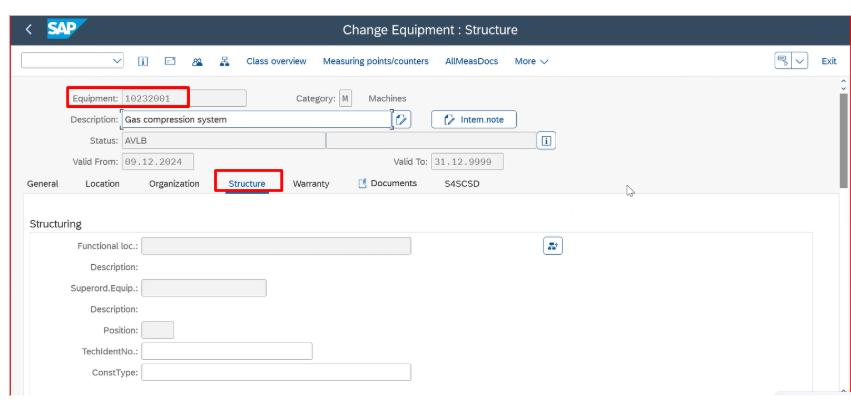 SAP Change Equipment : Structure
Class overview Measuring points/counters AllMeasDocs More Exit
Equipment: 10232001 Category: M Machines
Description: Gas compression system Intern.note
Status: AVLB
Valid From: 09.12.2024 Valid To: 31.12.9999
General Location Organization Structure Warranty Documents S4SCSD
Structuring
Functional loc.:
Description:
Superord.Equip.:
Description:
Position:
TechIdentNo.:
ConstType: